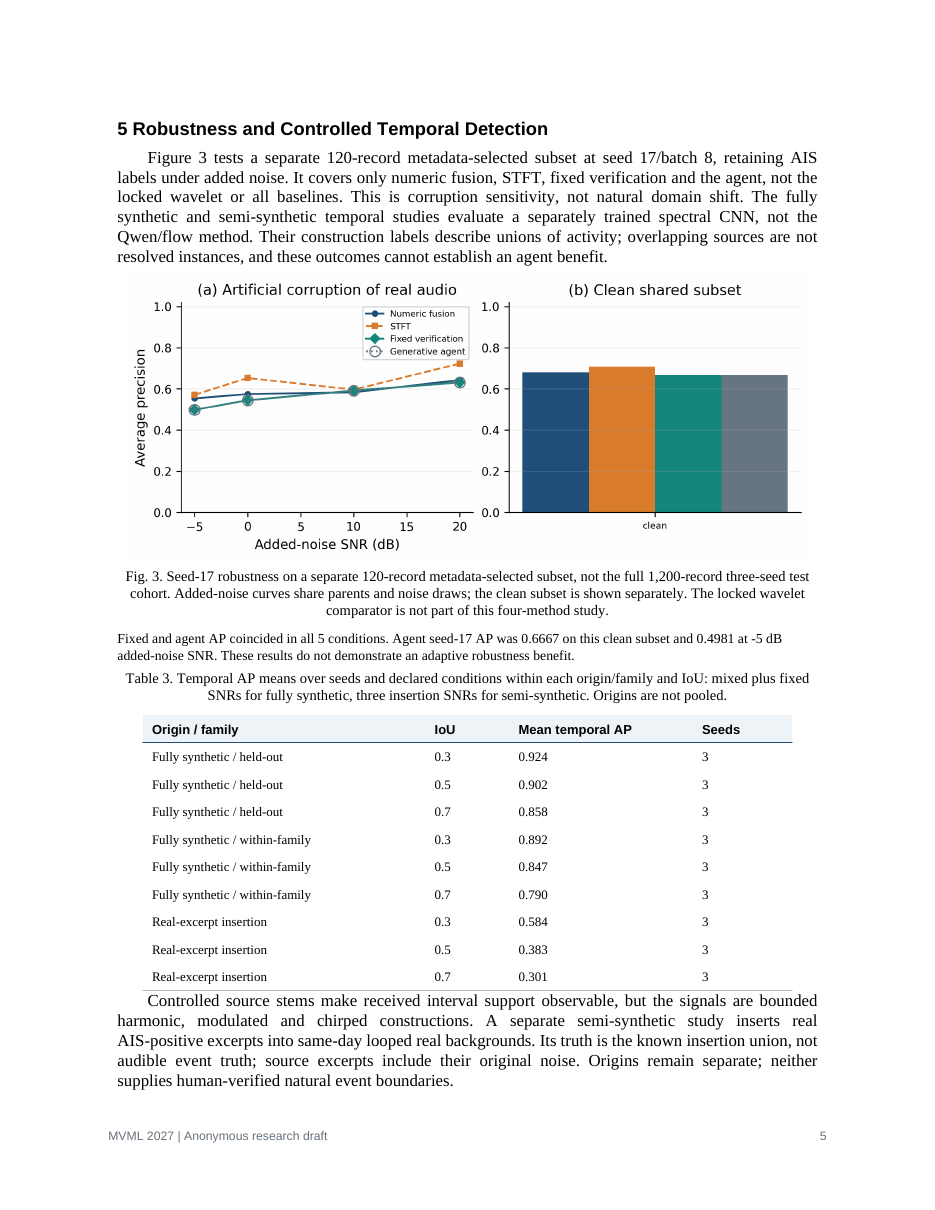 5 Robustness and Controlled Temporal Detection
Figure 3 tests a separate 120-record metadata-selected subset at seed 17/batch 8, retaining AIS
labels under added noise. It covers only numeric fusion, STFT, fixed verification and the agent, not the
locked wavelet or all baselines. This is corruption sensitivity, not natural domain shift. The fully
synthetic and semi-synthetic temporal studies evaluate a separately trained spectral CNN, not the
Qwen/flow method. Their construction labels describe unions of activity; overlapping sources are not
resolved instances, and these outcomes cannot establish an agent benefit.
(a) Artificial corruption of real audio
Average precision
1.0
0.8
0.6
0.4
0.2
0.0
Numeric fusion
STFT
Fixed verification
Generative agent
−5 0 5 10 15 20
Added-noise SNR (dB)
(b) Clean shared subset
1.0
0.8
0.6
0.4
0.2
0.0
clean
Fig. 3. Seed-17 robustness on a separate 120-record metadata-selected subset, not the full 1,200-record three-seed test
cohort. Added-noise curves share parents and noise draws; the clean subset is shown separately. The locked wavelet
comparator is not part of this four-method study.
Fixed and agent AP coincided in all 5 conditions. Agent seed-17 AP was 0.6667 on this clean subset and 0.4981 at -5 dB
added-noise SNR. These results do not demonstrate an adaptive robustness benefit.
Table 3. Temporal AP means over seeds and declared conditions within each origin/family and IoU: mixed plus fixed
SNRs for fully synthetic, three insertion SNRs for semi-synthetic. Origins are not pooled.
Origin / family IoU Mean temporal AP Seeds
Fully synthetic / held-out 0.3 0.924 3
Fully synthetic / held-out 0.5 0.902 3
Fully synthetic / held-out 0.7 0.858 3
Fully synthetic / within-family 0.3 0.892 3
Fully synthetic / within-family 0.5 0.847 3
Fully synthetic / within-family 0.7 0.790 3
Real-excerpt insertion 0.3 0.584 3
Real-excerpt insertion 0.5 0.383 3
Real-excerpt insertion 0.7 0.301 3
Controlled source stems make received interval support observable, but the signals are bounded
harmonic, modulated and chirped constructions. A separate semi-synthetic study inserts real
AIS-positive excerpts into same-day looped real backgrounds. Its truth is the known insertion union, not
audible event truth; source excerpts include their original noise. Origins remain separate; neither
supplies human-verified natural event boundaries.
MVML 2027 | Anonymous research draft 5